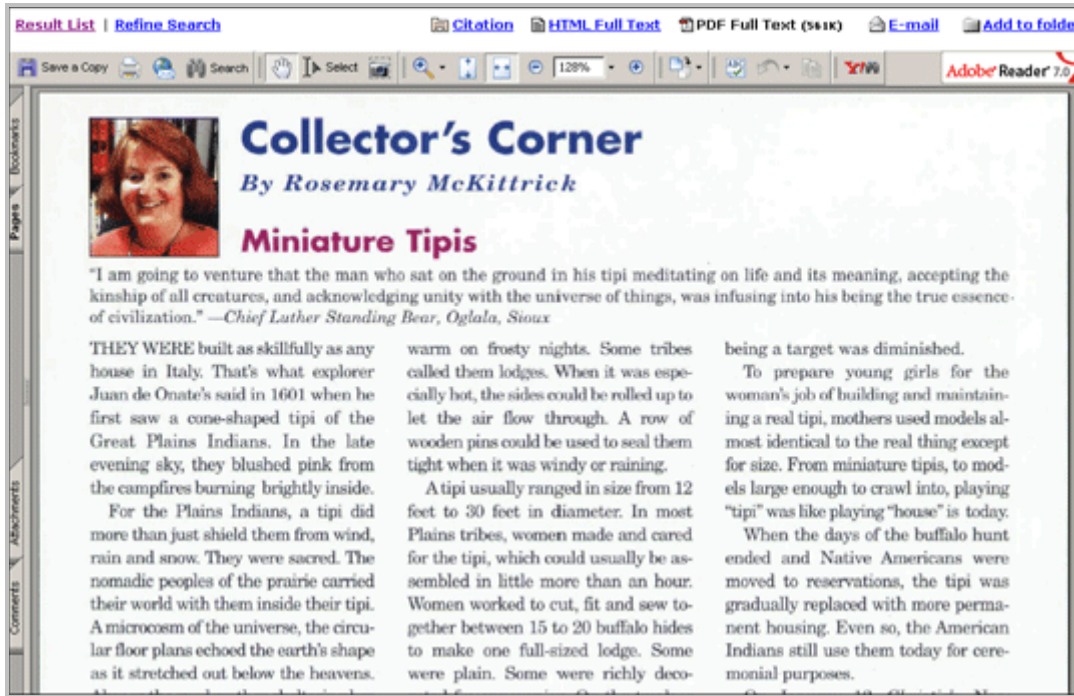 Result List | Refine Search
Citation HTML Full Text PDF Full Text (561K) E-mail Add to folde
Save a Copy Search Select 128% Y! Adobe Reader 7.0
Bookmarks
Pages
Attachments
Comments
Collector's Corner
By Rosemary McKittrick
Miniature Tipis
"I am going to venture that the man who sat on the ground in his tipi meditating on life and its meaning, accepting the
kinship of all creatures, and acknowledging unity with the universe of things, was infusing into his being the true essence
of civilization." —Chief Luther Standing Bear, Oglala, Sioux
THEY WERE built as skillfully as any
house in Italy. That's what explorer
Juan de Onate's said in 1601 when he
first saw a cone-shaped tipi of the
Great Plains Indians. In the late
evening sky, they blushed pink from
the campfires burning brightly inside.
For the Plains Indians, a tipi did
more than just shield them from wind,
rain and snow. They were sacred. The
nomadic peoples of the prairie carried
their world with them inside their tipi.
A microcosm of the universe, the circu-
lar floor plans echoed the earth's shape
as it stretched out below the heavens.
warm on frosty nights. Some tribes
called them lodges. When it was espe-
cially hot, the sides could be rolled up to
let the air flow through. A row of
wooden pins could be used to seal them
tight when it was windy or raining.
A tipi usually ranged in size from 12
feet to 30 feet in diameter. In most
Plains tribes, women made and cared
for the tipi, which could usually be as-
sembled in little more than an hour.
Women worked to cut, fit and sew to-
gether between 15 to 20 buffalo hides
to make one full-sized lodge. Some
were plain. Some were richly deco-
being a target was diminished.
To prepare young girls for the
woman's job of building and maintain-
ing a real tipi, mothers used models al-
most identical to the real thing except
for size. From miniature tipis, to mod-
els large enough to crawl into, playing
"tipi" was like playing "house" is today.
When the days of the buffalo hunt
ended and Native Americans were
moved to reservations, the tipi was
gradually replaced with more perma-
nent housing. Even so, the American
Indians still use them today for cere-
monial purposes.